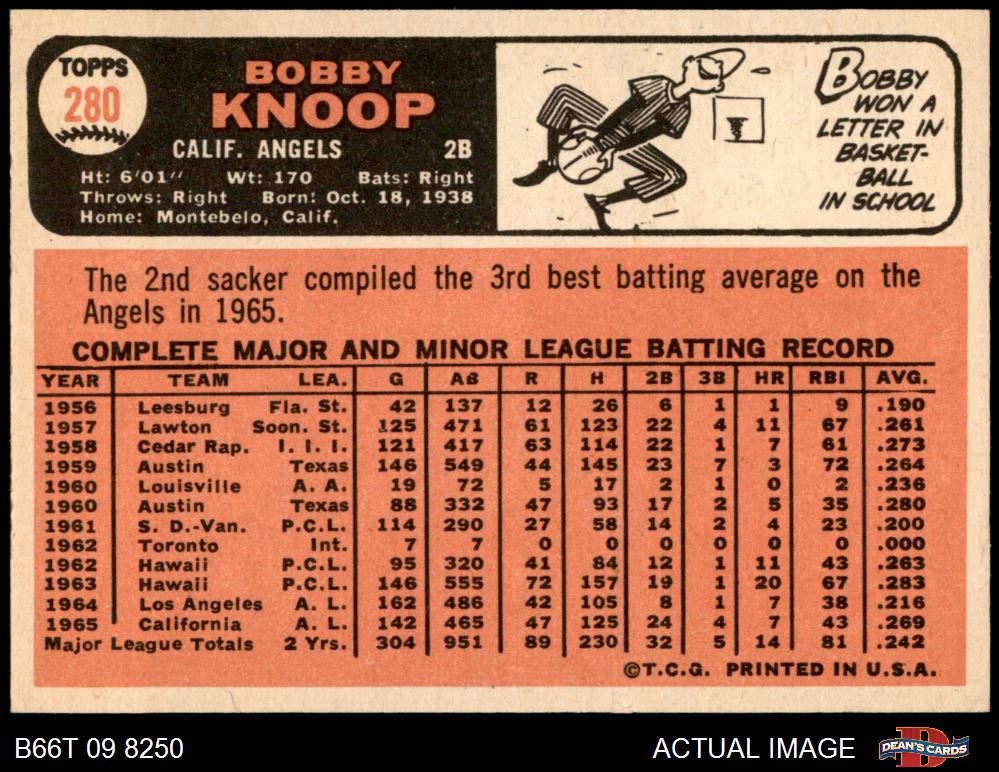 TOPPS
280
BOBBY
KNOOP
CALIF. ANGELS 2B
Ht: 6'01" Wt: 170 Bats: Right
Throws: Right Born: Oct. 18, 1938
Home: Montebelo, Calif.
BOBBY
WON A
LETTER IN
BASKET-
BALL
IN SCHOOL
The 2nd sacker compiled the 3rd best batting average on the
Angels in 1965.
COMPLETE MAJOR AND MINOR LEAGUE BATTING RECORD
YEAR TEAM LEA. G AB R H 2B 3B HR RBI AVG.
1956 Leesburg Fla. St. 42 137 12 26 6 1 1 9 .190
1957 Lawton Soon. St. 125 471 61 123 22 4 11 67 .261
1958 Cedar Rap. I. I. I. 121 417 63 114 22 1 7 61 .273
1959 Austin Texas 146 549 44 145 23 7 3 72 .264
1960 Louisville A. A. 19 72 5 17 2 1 0 2 .236
1960 Austin Texas 88 332 47 93 17 2 5 35 .280
1961 S. D.-Van. P.C.L. 114 290 27 58 14 2 4 23 .200
1962 Toronto Int. 7 7 0 0 0 0 0 0 .000
1962 Hawaii P.C.L. 95 320 41 84 12 1 11 43 .263
1963 Hawaii P.C.L. 146 555 72 157 19 1 20 67 .283
1964 Los Angeles A. L. 162 486 42 105 8 1 7 38 .216
1965 California A. L. 142 465 47 125 24 4 7 43 .269
Major League Totals 2 Yrs. 304 951 89 230 32 5 14 81 .242
©T.C.G. PRINTED IN U.S.A.
B66T 09 8250 ACTUAL IMAGE DEAN'S CARDS